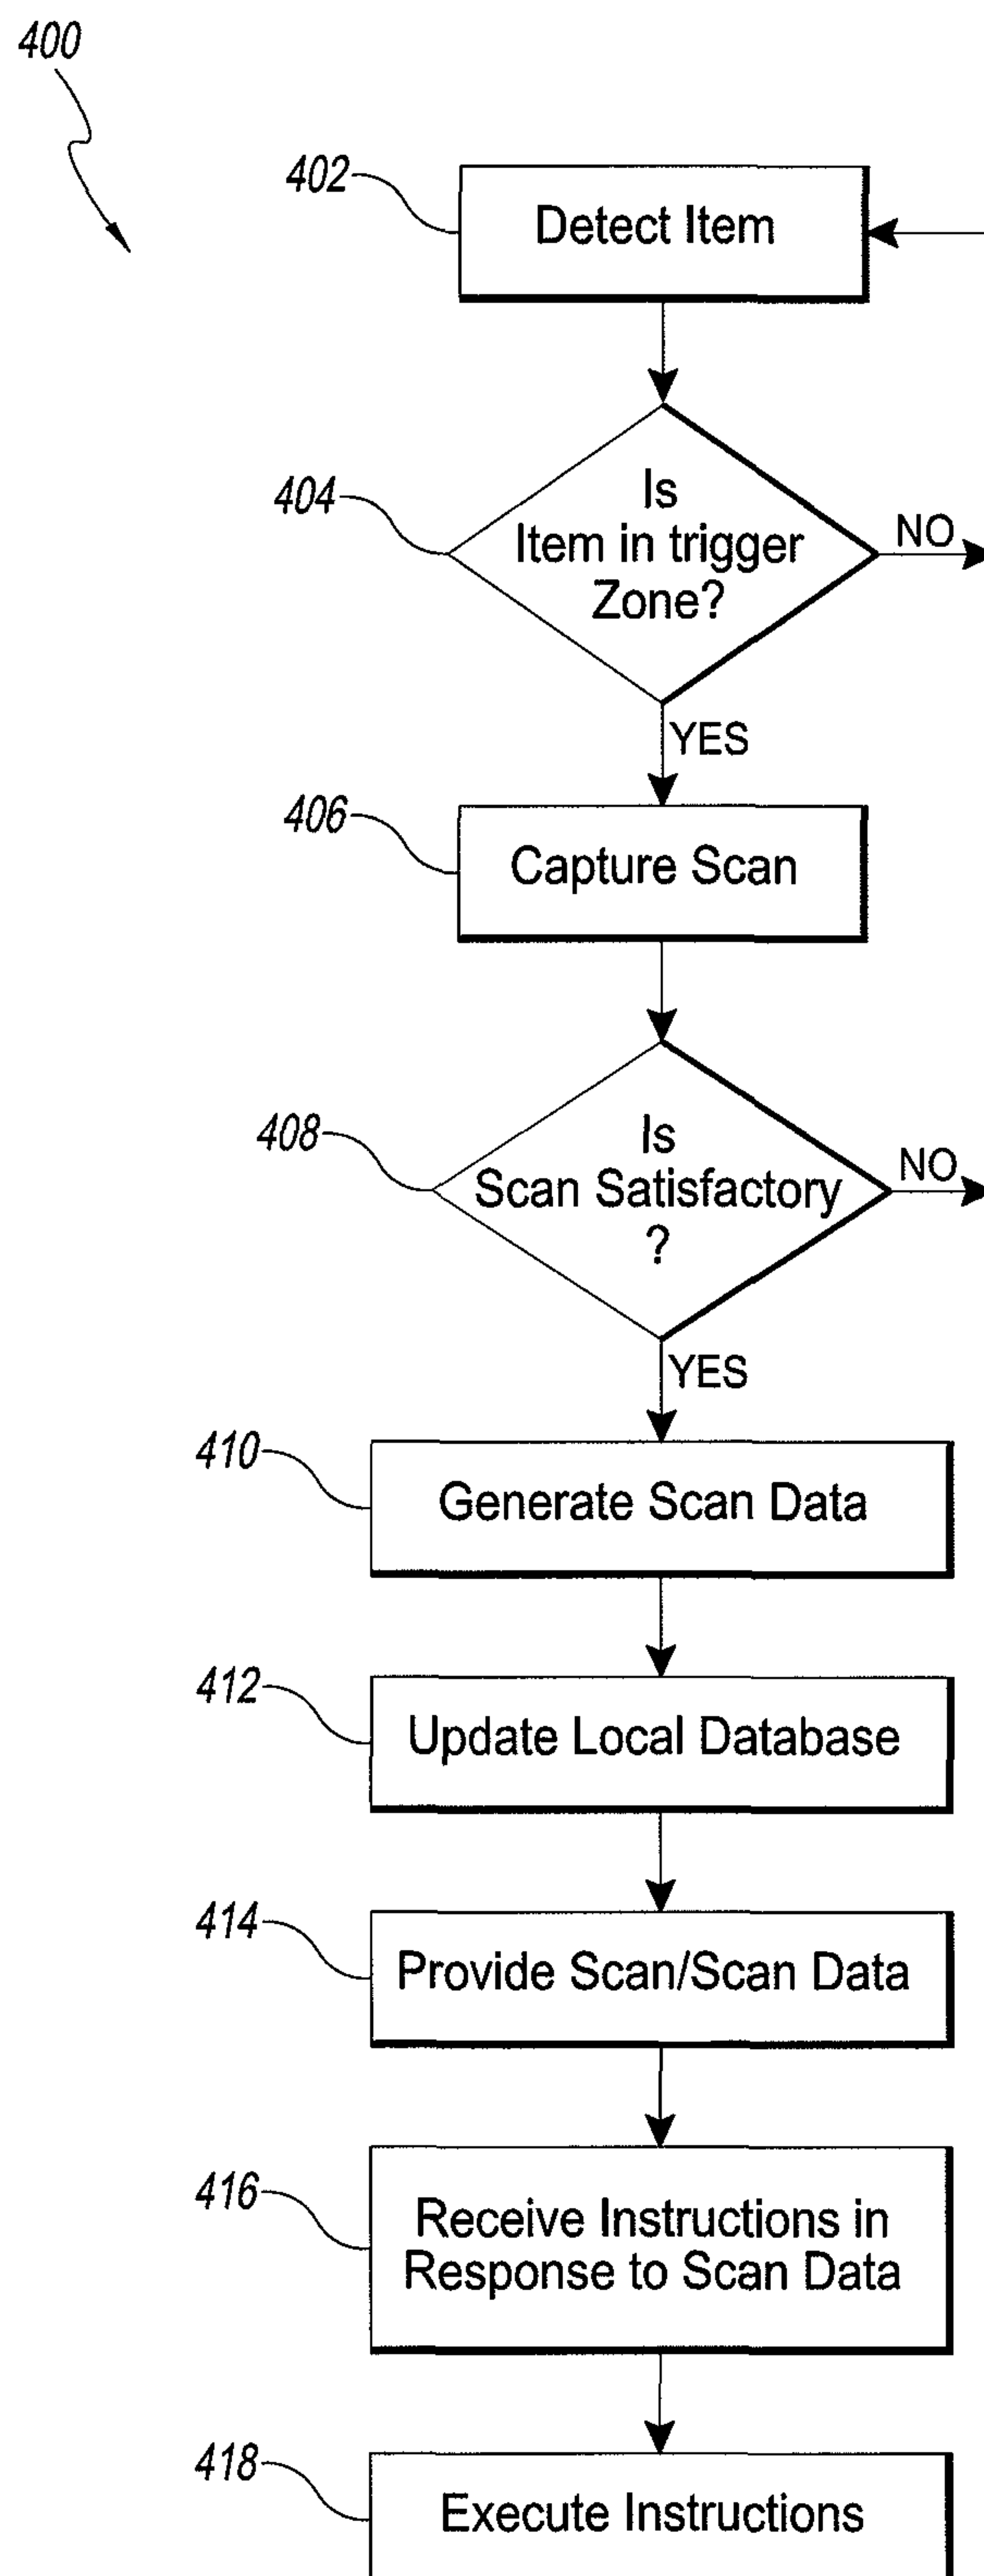 400
402
Detect Item
404
Is
Item in trigger
Zone?
NO
YES
406
Capture Scan
408
Is
Scan Satisfactory
?
NO
YES
410
Generate Scan Data
412
Update Local Database
414
Provide Scan/Scan Data
416
Receive Instructions in
Response to Scan Data
418
Execute Instructions